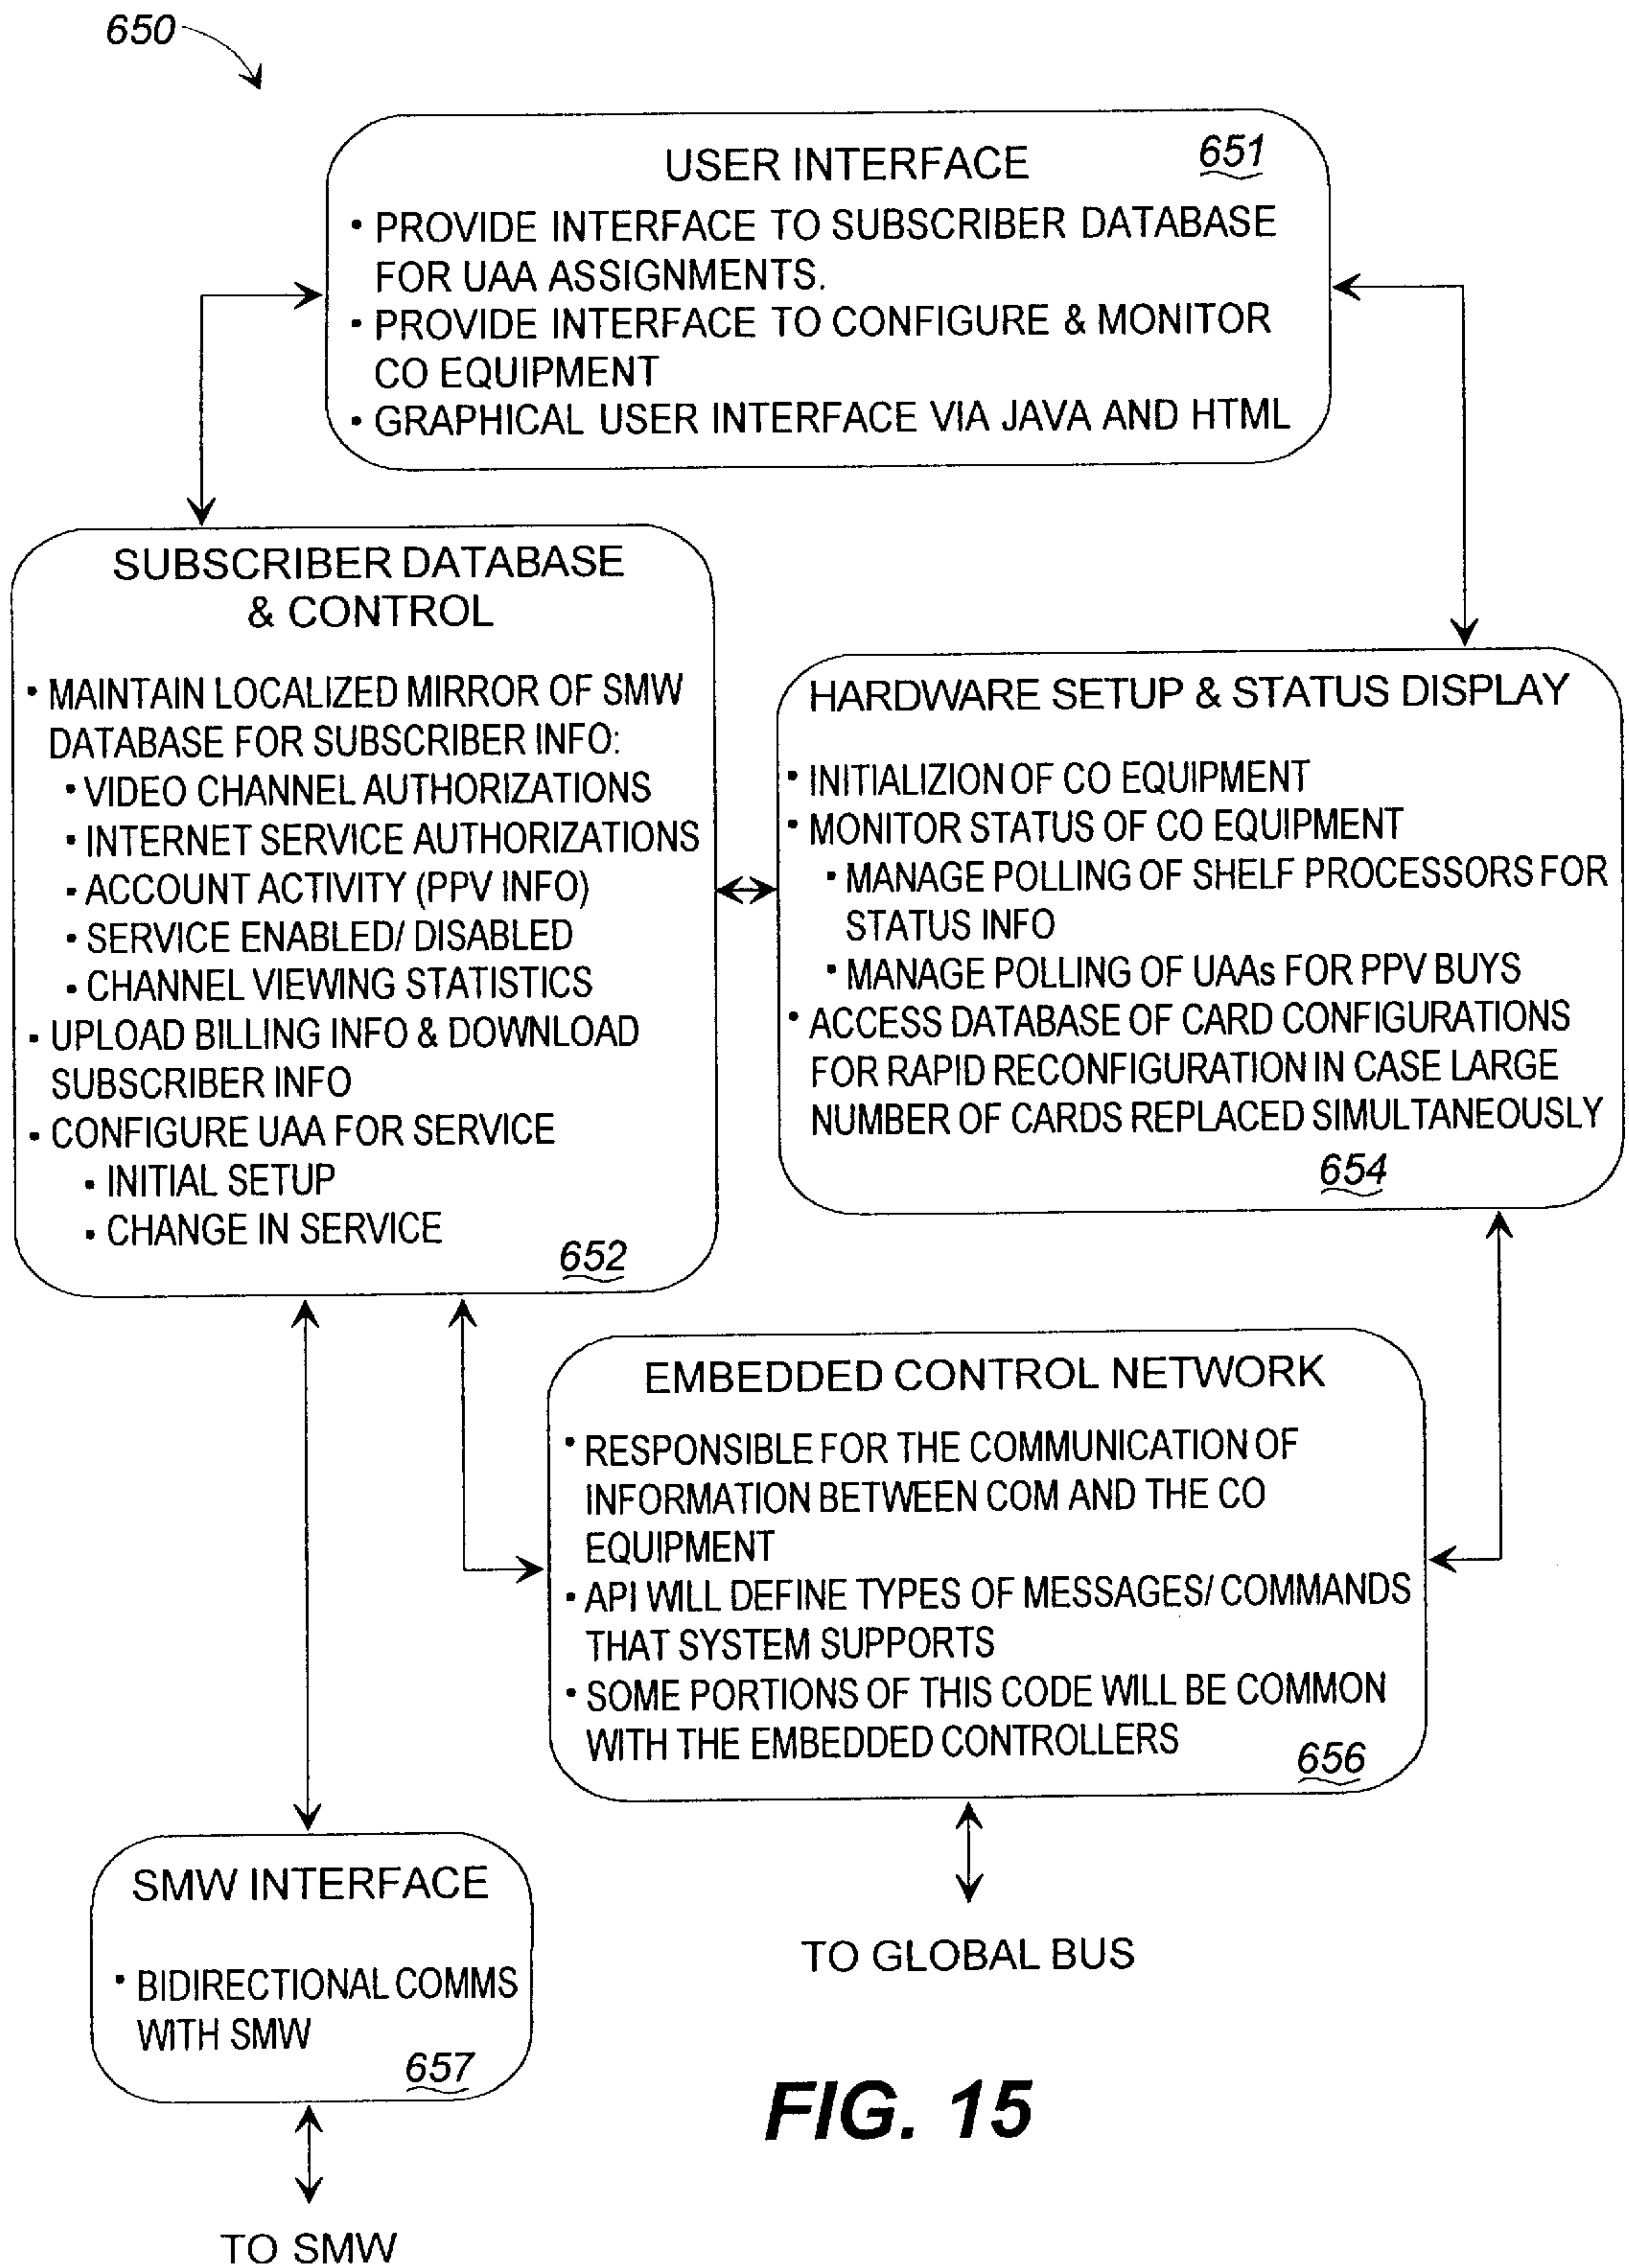 650
USER INTERFACE 651
• PROVIDE INTERFACE TO SUBSCRIBER DATABASE
FOR UAA ASSIGNMENTS.
• PROVIDE INTERFACE TO CONFIGURE & MONITOR
CO EQUIPMENT
• GRAPHICAL USER INTERFACE VIA JAVA AND HTML
SUBSCRIBER DATABASE
& CONTROL
• MAINTAIN LOCALIZED MIRROR OF SMW
DATABASE FOR SUBSCRIBER INFO:
• VIDEO CHANNEL AUTHORIZATIONS
• INTERNET SERVICE AUTHORIZATIONS
• ACCOUNT ACTIVITY (PPV INFO)
• SERVICE ENABLED/ DISABLED
• CHANNEL VIEWING STATISTICS
• UPLOAD BILLING INFO & DOWNLOAD
SUBSCRIBER INFO
• CONFIGURE UAA FOR SERVICE
• INITIAL SETUP
• CHANGE IN SERVICE
652
HARDWARE SETUP & STATUS DISPLAY
• INITIALIZION OF CO EQUIPMENT
• MONITOR STATUS OF CO EQUIPMENT
• MANAGE POLLING OF SHELF PROCESSORS FOR
STATUS INFO
• MANAGE POLLING OF UAAs FOR PPV BUYS
• ACCESS DATABASE OF CARD CONFIGURATIONS
FOR RAPID RECONFIGURATION IN CASE LARGE
NUMBER OF CARDS REPLACED SIMULTANEOUSLY
654
EMBEDDED CONTROL NETWORK
• RESPONSIBLE FOR THE COMMUNICATION OF
INFORMATION BETWEEN COM AND THE CO
EQUIPMENT
• API WILL DEFINE TYPES OF MESSAGES/ COMMANDS
THAT SYSTEM SUPPORTS
• SOME PORTIONS OF THIS CODE WILL BE COMMON
WITH THE EMBEDDED CONTROLLERS
656
TO GLOBAL BUS
SMW INTERFACE
• BIDIRECTIONAL COMMS
WITH SMW
657
TO SMW
FIG. 15